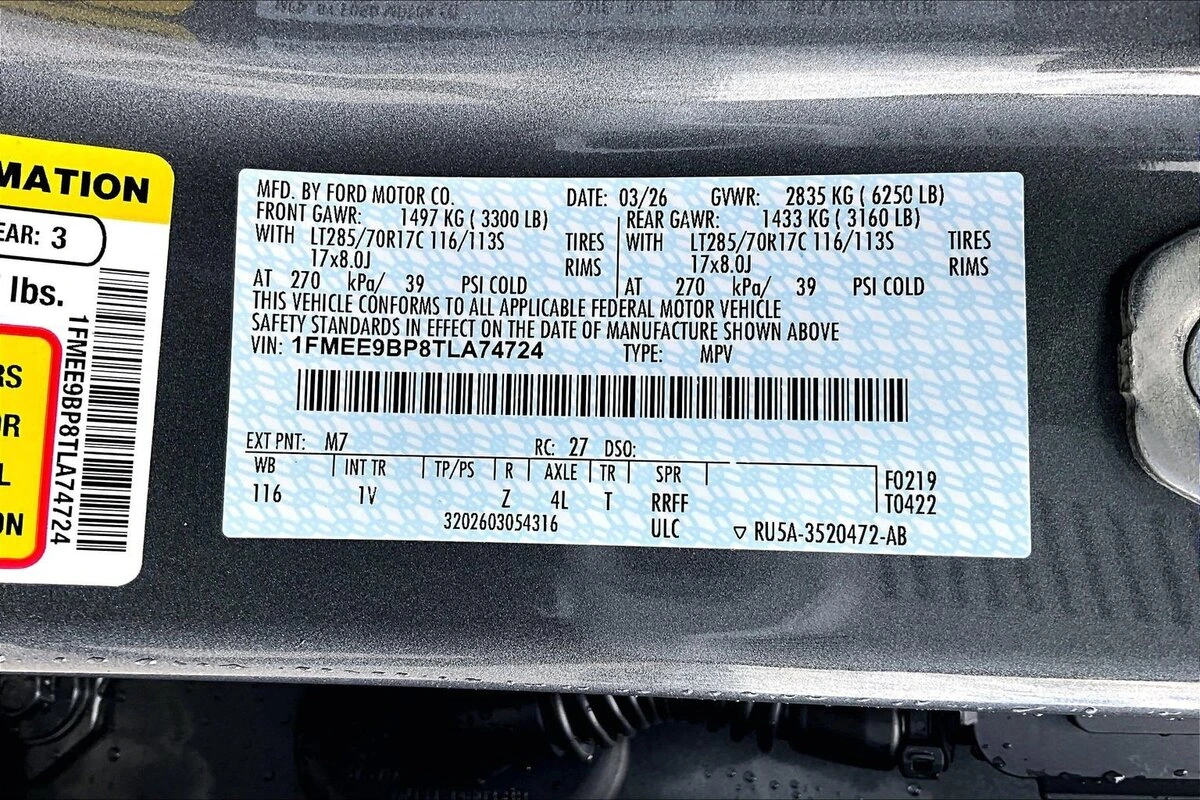 MATION
EAR: 3
lbs.
RS
OR
L
ON
1FMEE9BP8TLA74724
MFD. BY FORD MOTOR CO. DATE: 03/26 GVWR: 2835 KG ( 6250 LB)
FRONT GAWR: 1497 KG ( 3300 LB) REAR GAWR: 1433 KG ( 3160 LB)
WITH LT285/70R17C 116/113S TIRES WITH LT285/70R17C 116/113S TIRES
17x8.0J RIMS 17x8.0J RIMS
AT 270 kPa/ 39 PSI COLD AT 270 kPa/ 39 PSI COLD
THIS VEHICLE CONFORMS TO ALL APPLICABLE FEDERAL MOTOR VEHICLE
SAFETY STANDARDS IN EFFECT ON THE DATE OF MANUFACTURE SHOWN ABOVE
VIN: 1FMEE9BP8TLA74724 TYPE: MPV
EXT PNT: M7 RC: 27 DSO:
WB INT TR TP/PS R AXLE TR SPR F0219
116 1V Z 4L T RRFF T0422
3202603054316 ULC ▽ RU5A-3520472-AB